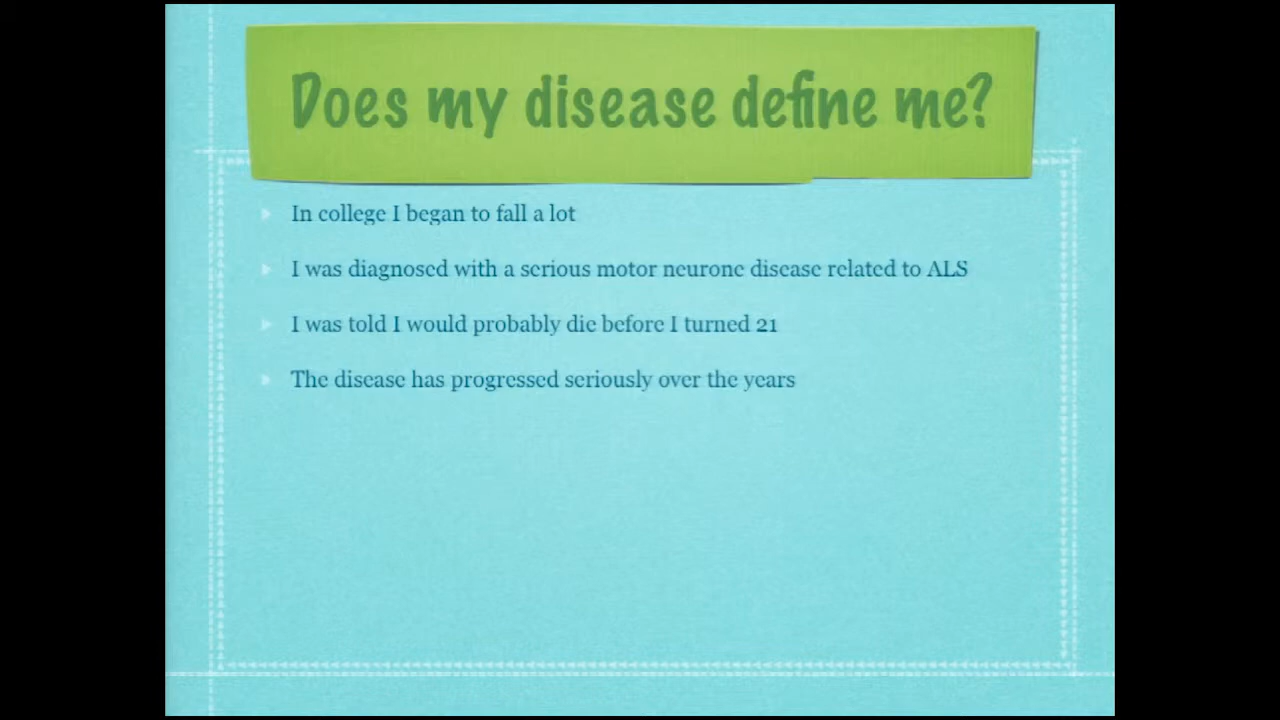 Does my disease define me?
In college I began to fall a lot
I was diagnosed with a serious motor neurone disease related to ALS
I was told I would probably die before I turned 21
The disease has progressed seriously over the years